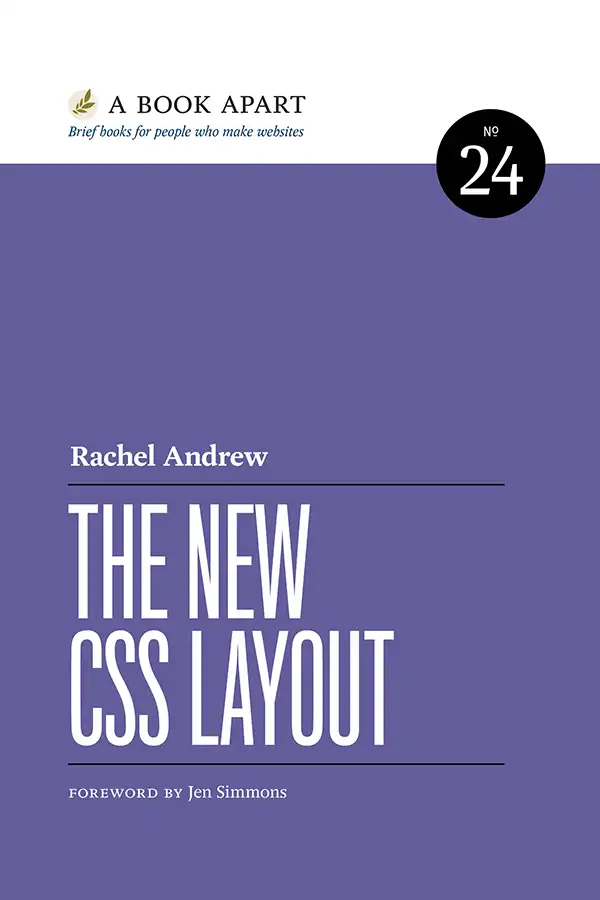 A BOOK APART
Brief books for people who make websites
Nº
24
Rachel Andrew
THE NEW
CSS LAYOUT
FOREWORD BY Jen Simmons